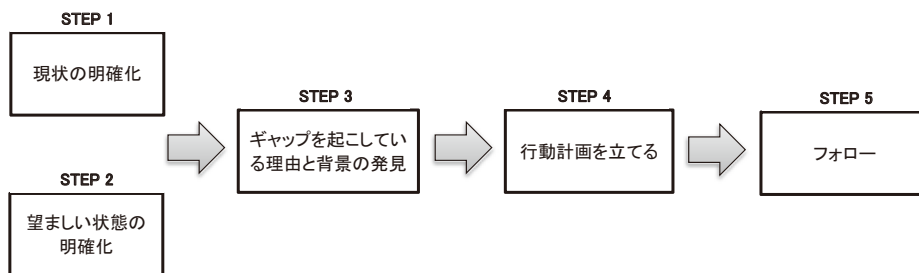 STEP 1
現状の明確化
STEP 2
望ましい状態の
明確化
STEP 3
ギャップを起こしてい
る理由と背景の発見
STEP 4
行動計画を立てる
STEP 5
フォロー